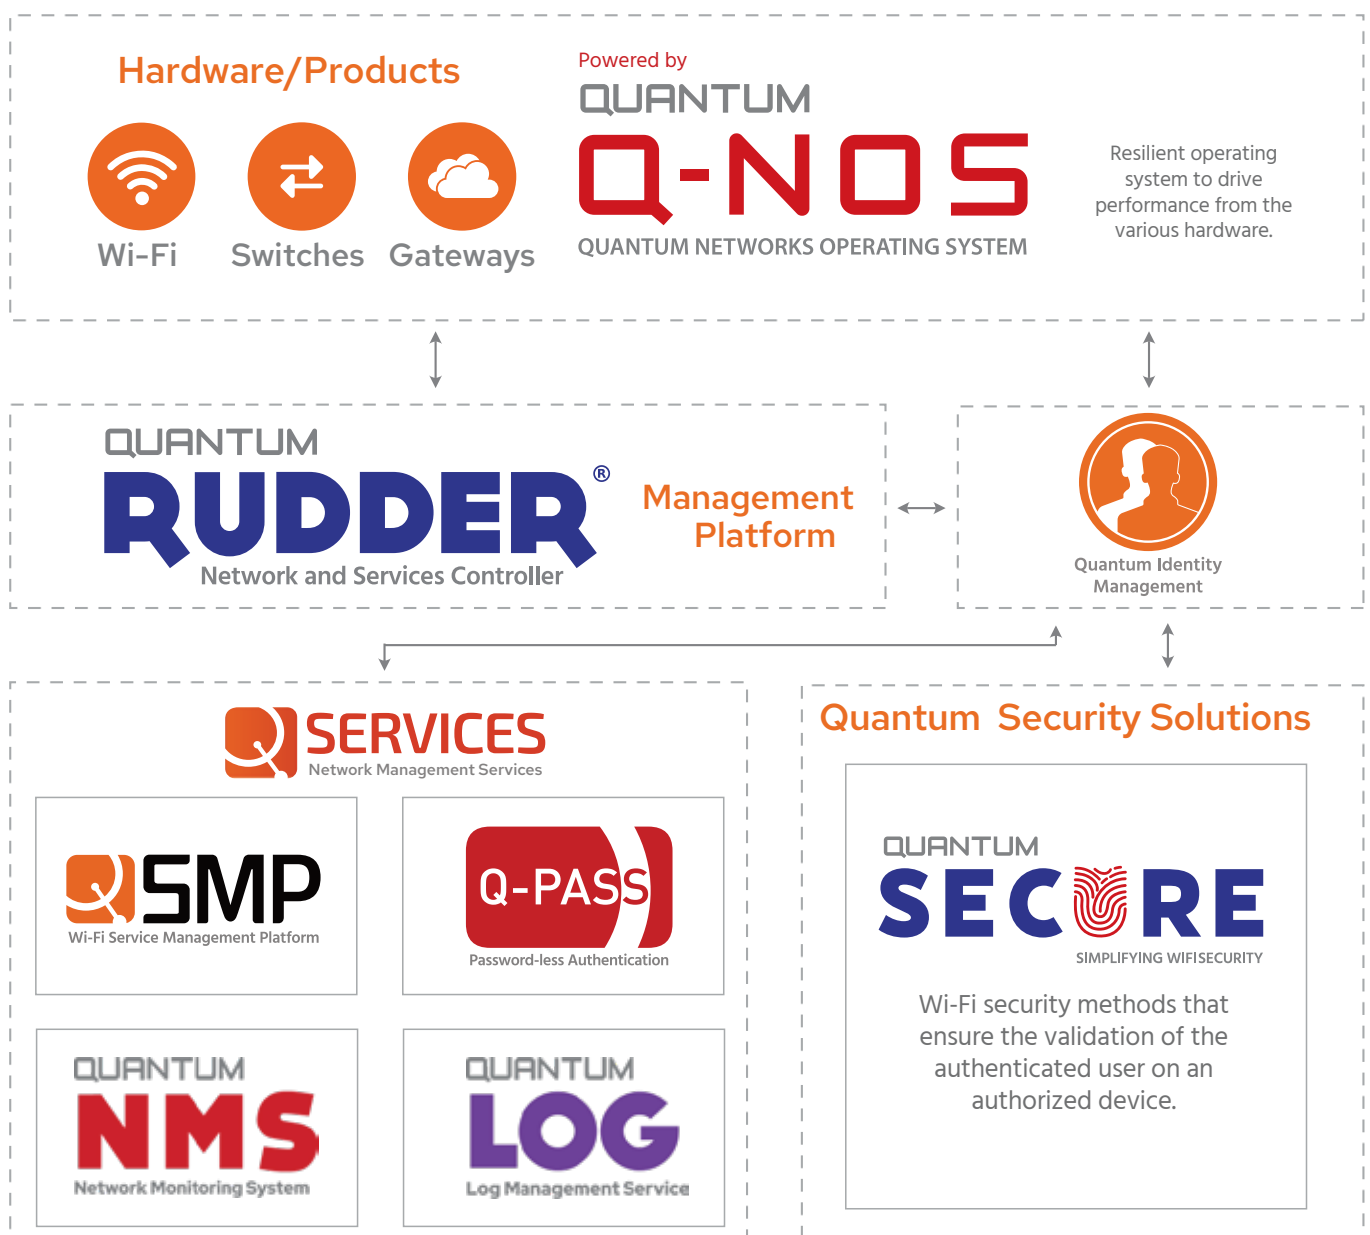 Hardware/Products
Wi-Fi
Switches
Gateways
Powered by
QUANTUM
Q-NOS
QUANTUM NETWORKS OPERATING SYSTEM
Resilient operating
system to drive
performance from the
various hardware.
QUANTUM
RUDDER®
Network and Services Controller
Management
Platform
Quantum Identity
Management
Q SERVICES
Network Management Services
QSMP
Wi-Fi Service Management Platform
Q-PASS
Password-less Authentication
QUANTUM
NMS
Network Monitoring System
QUANTUM
LOG
Log Management Service
Quantum Security Solutions
QUANTUM
SECURE
SIMPLIFYING WIFISECURITY
Wi-Fi security methods that
ensure the validation of the
authenticated user on an
authorized device.